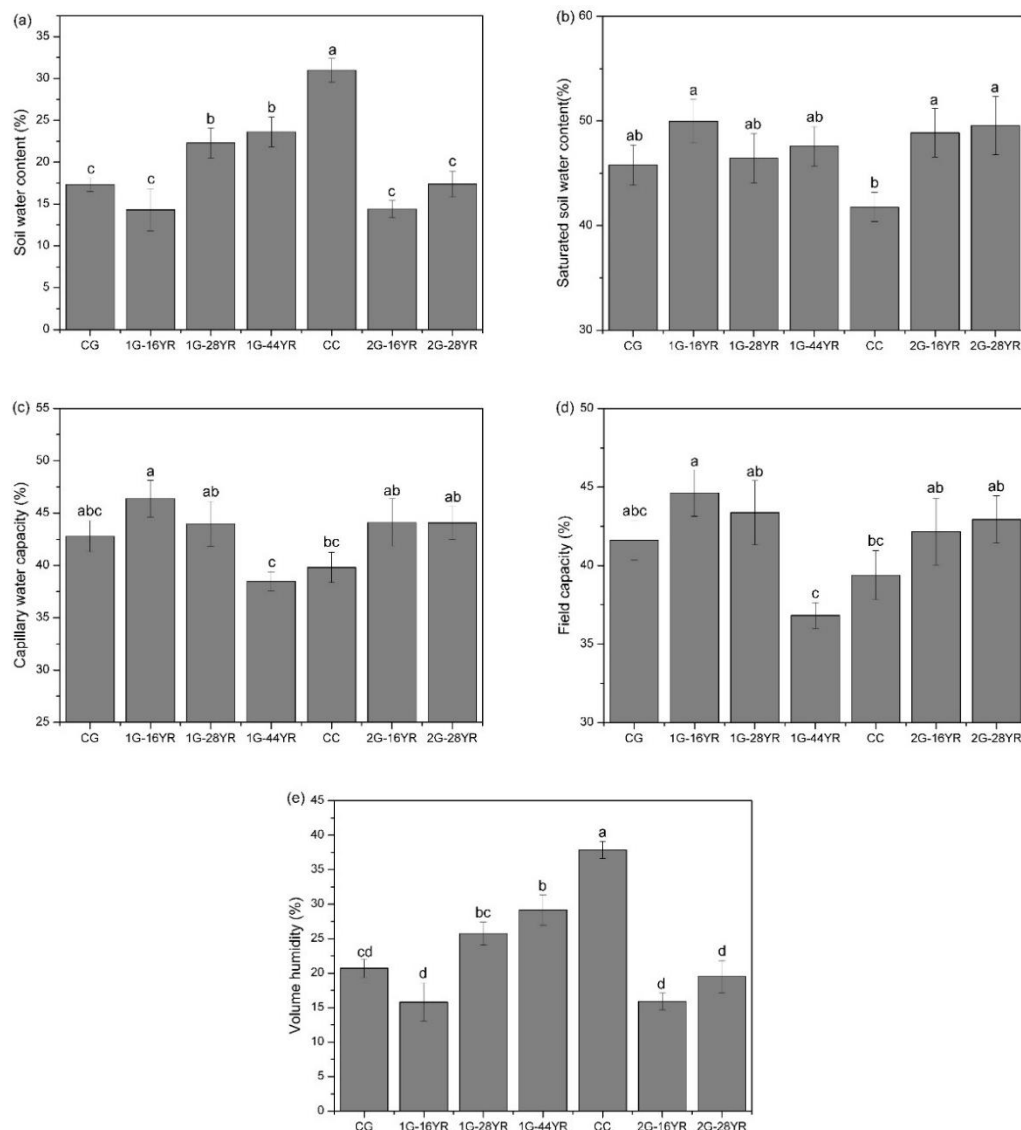 (a)
Soil water content (%)
35
30
25
20
15
10
5
0
c
c
b
b
a
c
c
CG 1G-16YR 1G-28YR 1G-44YR CC 2G-16YR 2G-28YR
(b)
Saturated soil water content(%)
60
50
40
30
ab
a
ab
ab
b
a
a
CG 1G-16YR 1G-28YR 1G-44YR CC 2G-16YR 2G-28YR
(c)
Capillary water capacity (%)
55
50
45
40
35
30
25
abc
a
ab
c
bc
ab
ab
CG 1G-16YR 1G-28YR 1G-44YR CC 2G-16YR 2G-28YR
(d)
Field capacity (%)
50
45
40
35
30
abc
a
ab
c
bc
ab
ab
CG 1G-16YR 1G-28YR 1G-44YR CC 2G-16YR 2G-28YR
(e)
Volume humidity (%)
45
40
35
30
25
20
15
10
5
0
cd
d
bc
b
a
d
d
CG 1G-16YR 1G-28YR 1G-44YR CC 2G-16YR 2G-28YR